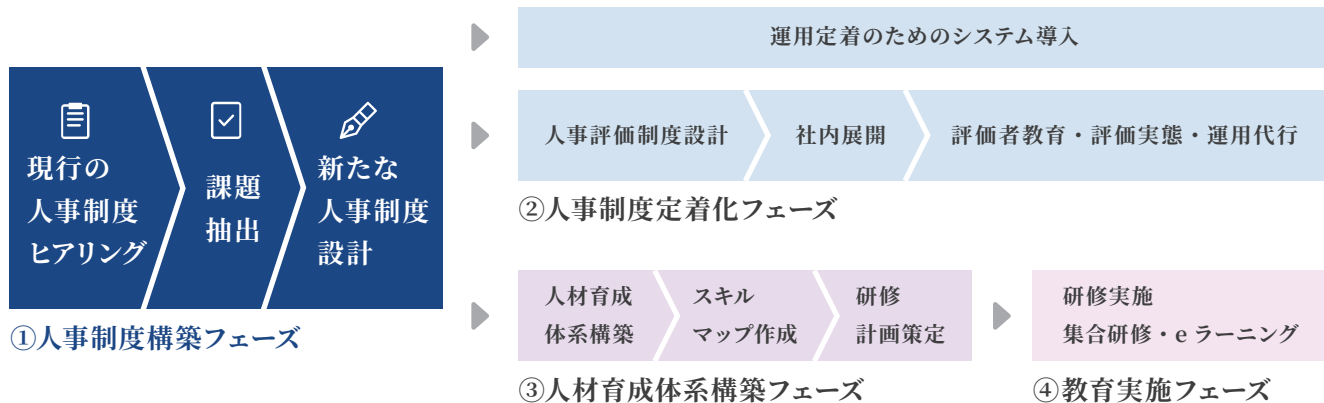 現行の
人事制度
ヒアリング
課題
抽出
新たな
人事制度
設計
①人事制度構築フェーズ
運用定着のためのシステム導入
人事評価制度設計
社内展開
評価者教育・評価実態・運用代行
②人事制度定着化フェーズ
人材育成
体系構築
スキル
マップ作成
研修
計画策定
③人材育成体系構築フェーズ
研修実施
集合研修・e ラーニング
④教育実施フェーズ